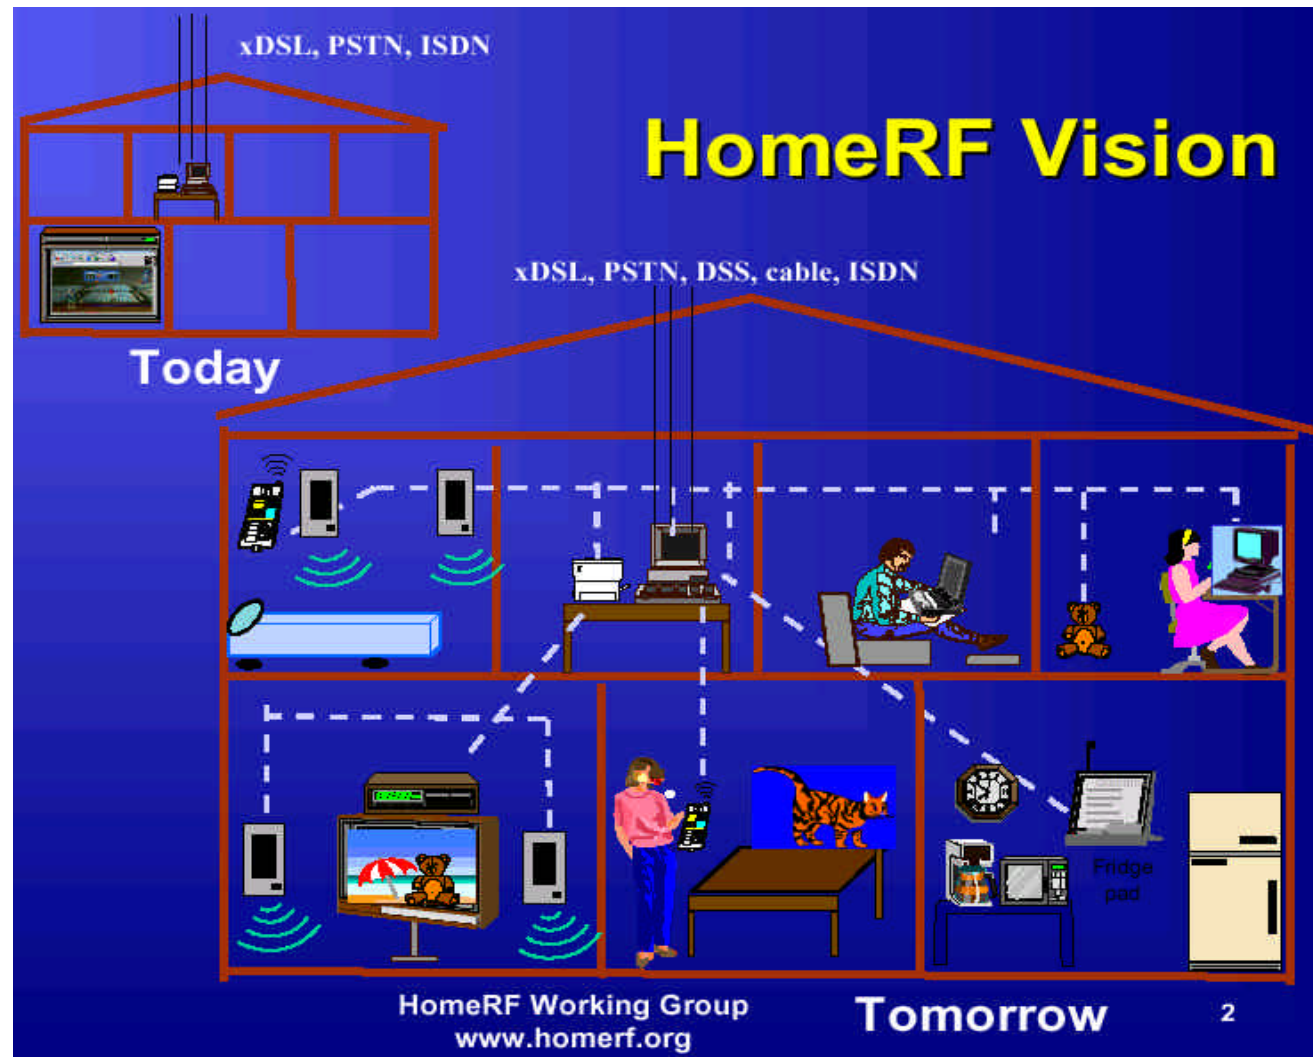 xDSL, PSTN, ISDN
HomeRF Vision
xDSL, PSTN, DSS, cable, ISDN
Today
Fridge
pad
HomeRF Working Group
www.homerf.org
Tomorrow
2